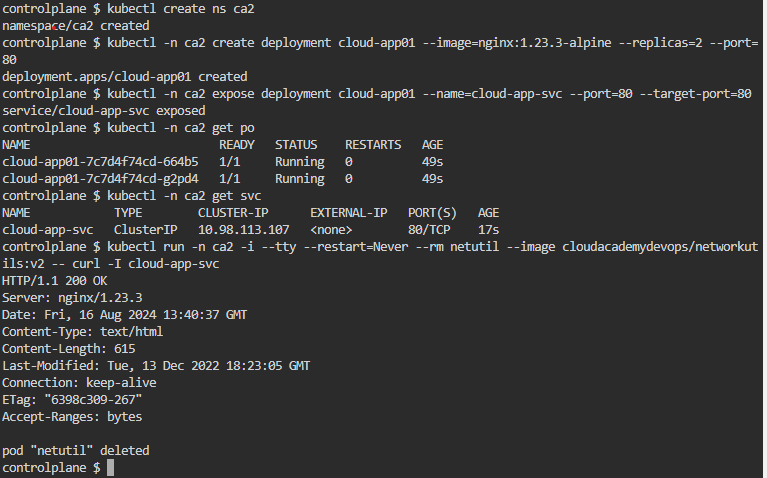 controlplane $ kubectl create ns ca2
namespace/ca2 created
controlplane $ kubectl -n ca2 create deployment cloud-app01 --image=nginx:1.23.3-alpine --replicas=2 --port=
80
deployment.apps/cloud-app01 created
controlplane $ kubectl -n ca2 expose deployment cloud-app01 --name=cloud-app-svc --port=80 --target-port=80
service/cloud-app-svc exposed
controlplane $ kubectl -n ca2 get po
NAME                           READY   STATUS    RESTARTS   AGE
cloud-app01-7c7d4f74cd-664b5   1/1     Running   0          49s
cloud-app01-7c7d4f74cd-g2pd4   1/1     Running   0          49s
controlplane $ kubectl -n ca2 get svc
NAME            TYPE        CLUSTER-IP      EXTERNAL-IP   PORT(S)   AGE
cloud-app-svc   ClusterIP   10.98.113.107   <none>        80/TCP    17s
controlplane $ kubectl run -n ca2 -i --tty --restart=Never --rm netutil --image cloudacademydevops/networkut
ils:v2 -- curl -I cloud-app-svc
HTTP/1.1 200 OK
Server: nginx/1.23.3
Date: Fri, 16 Aug 2024 13:40:37 GMT
Content-Type: text/html
Content-Length: 615
Last-Modified: Tue, 13 Dec 2022 18:23:05 GMT
Connection: keep-alive
ETag: "6398c309-267"
Accept-Ranges: bytes

pod "netutil" deleted
controlplane $